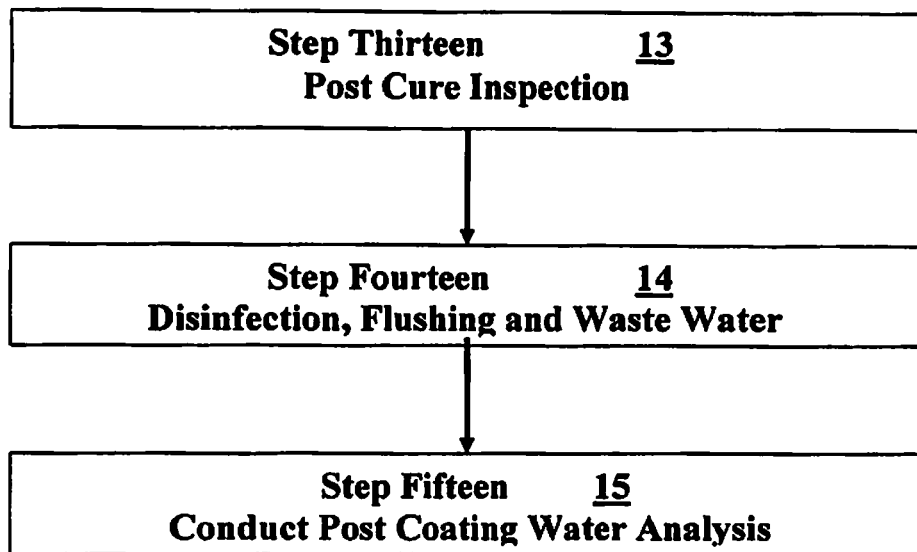 Step Thirteen 13
Post Cure Inspection
Step Fourteen 14
Disinfection, Flushing and Waste Water
Step Fifteen 15
Conduct Post Coating Water Analysis